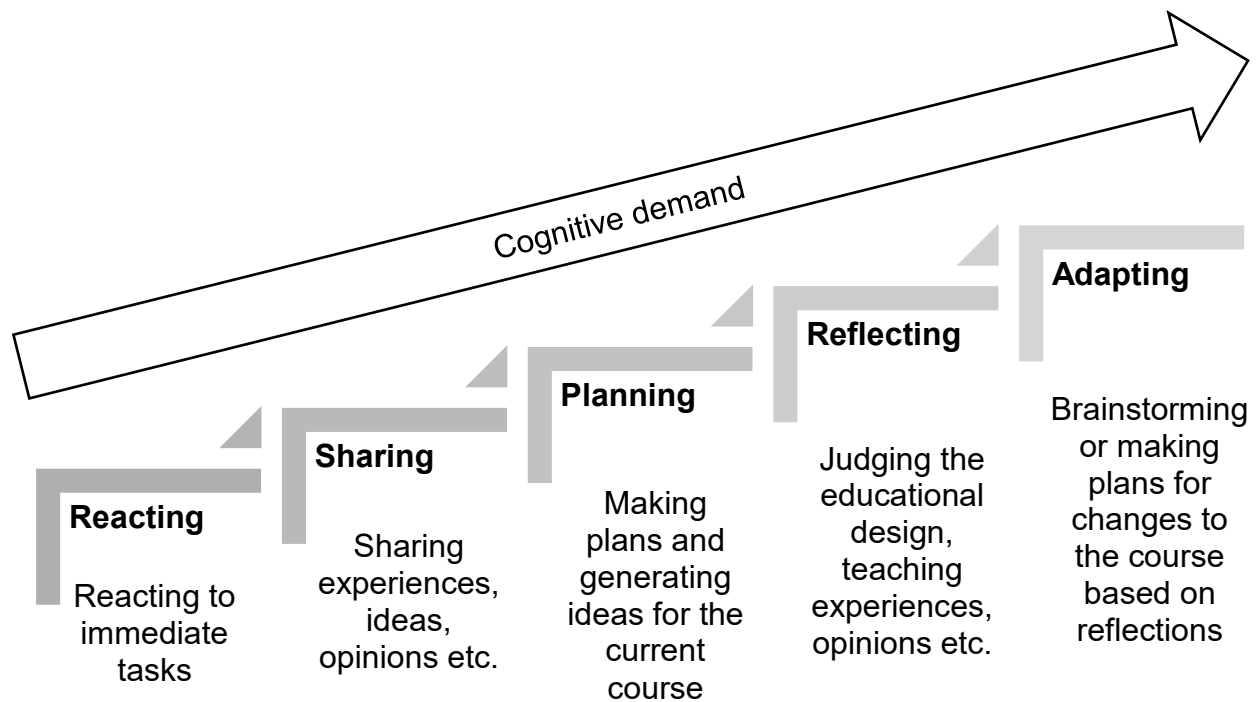 Cognitive demand
Reacting
Reacting to
immediate
tasks
Sharing
Sharing
experiences,
ideas,
opinions etc.
Planning
Making
plans and
generating
ideas for the
current
course
Reflecting
Judging the
educational
design,
teaching
experiences,
opinions etc.
Adapting
Brainstorming
or making
plans for
changes to
the course
based on
reflections